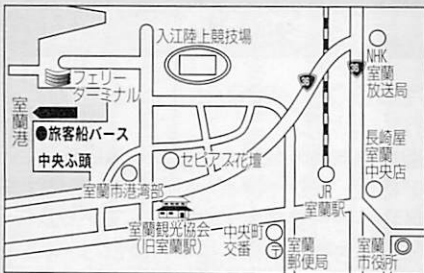 入江陸上競技場
フェリー
ターミナル
室蘭港
●旅客船バース
中央ふ頭
36
36
NHK
室蘭
放送局
長崎屋
室蘭
中央店
セピアス花壇
室蘭市港湾部
JR
室蘭駅
室蘭観光協会
(旧室蘭駅)
中央町
交番
〒
室蘭
郵便局
室蘭
市役所